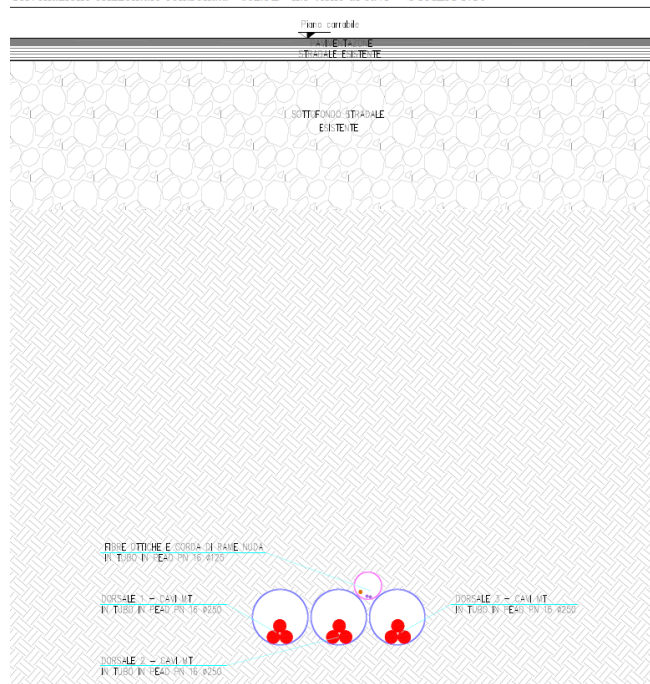 Piano carrabile
STRADALE ESISTENTE
SOTTOFONDO STRADALE
ESISTENTE
FIBRE OTTICHE E CORDA DI RAME NUDA
IN TUBO IN PEAD PN 16 Ø125
DORSALE 1 - CAVI MT
IN TUBO IN PEAD PN 16 Ø250
DORSALE 3 - CAVI MT
IN TUBO IN PEAD PN 16 Ø250
DORSALE 2 - CAVI MT
IN TUBO IN PEAD PN 16 Ø250